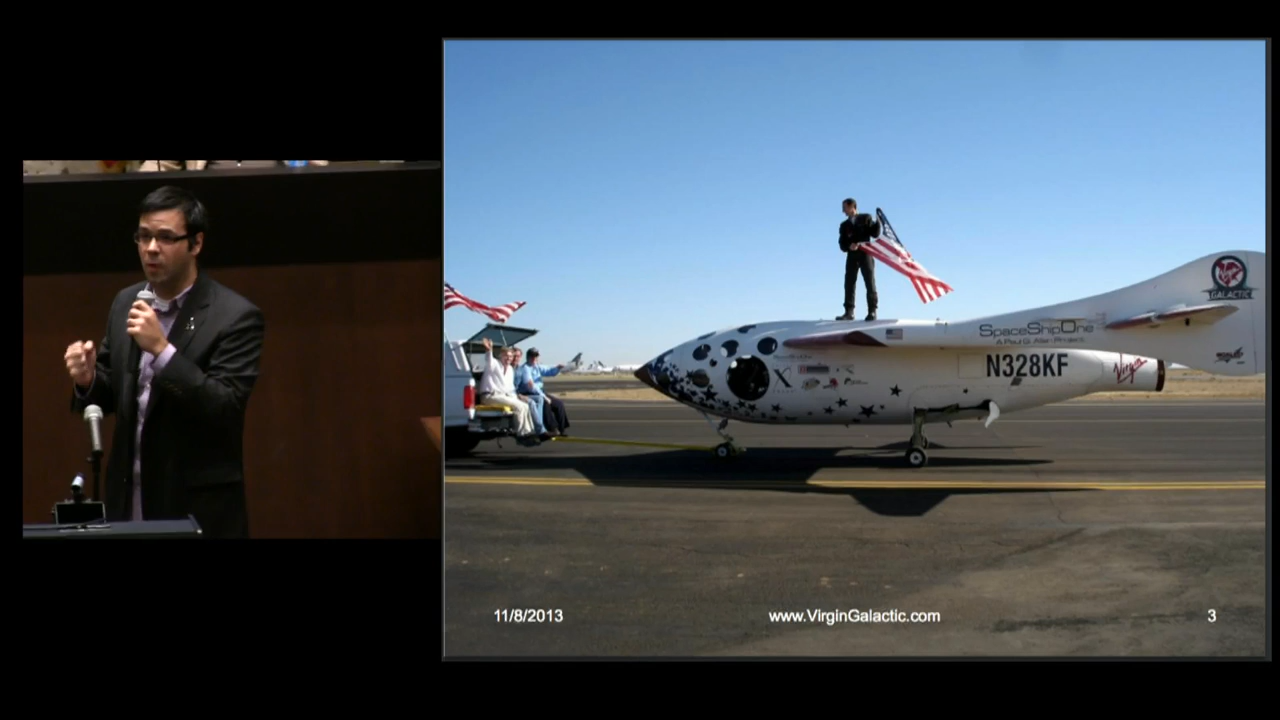 Virgin
GALACTIC
SpaceShipOne
A Paul G. Allen Project
N328KF
Virgin
X
11/8/2013
www.VirginGalactic.com
3